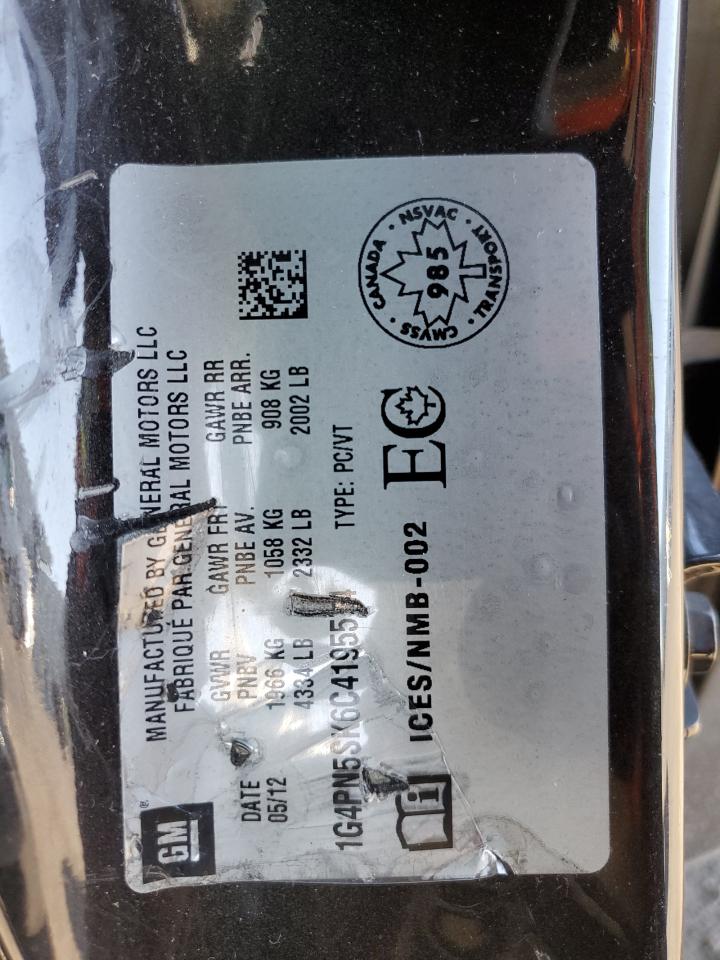 GM
MANUFACTURED BY GENERAL MOTORS LLC
FABRIQUÉ PAR GENERAL MOTORS LLC
DATE GVWR GAWR FRT GAWR RR
05/12 PNBV PNBE AV. PNBE ARR.
1966 KG 1058 KG 908 KG
4334 LB 2332 LB 2002 LB
TYPE: PC/VT
ICES/NMB-002 EC
CANADA · NSVAC · TRANSPORT · CMVSS
985